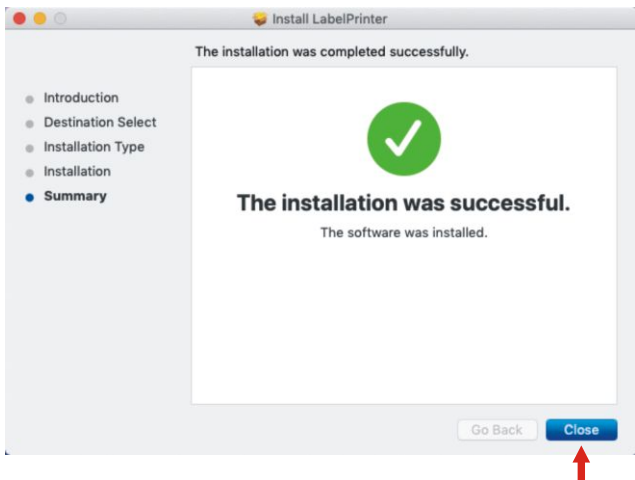 Install LabelPrinter
The installation was completed successfully.
Introduction
Destination Select
Installation Type
Installation
Summary
The installation was successful.
The software was installed.
Go Back
Close